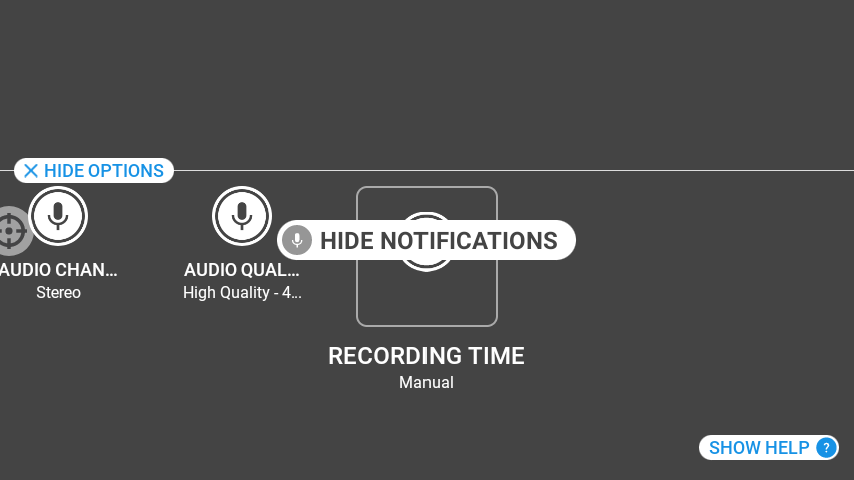 HIDE OPTIONS
HIDE NOTIFICATIONS
AUDIO CHAN...
Stereo
AUDIO QUAL...
High Quality - 4...
RECORDING TIME
Manual
SHOW HELP ?